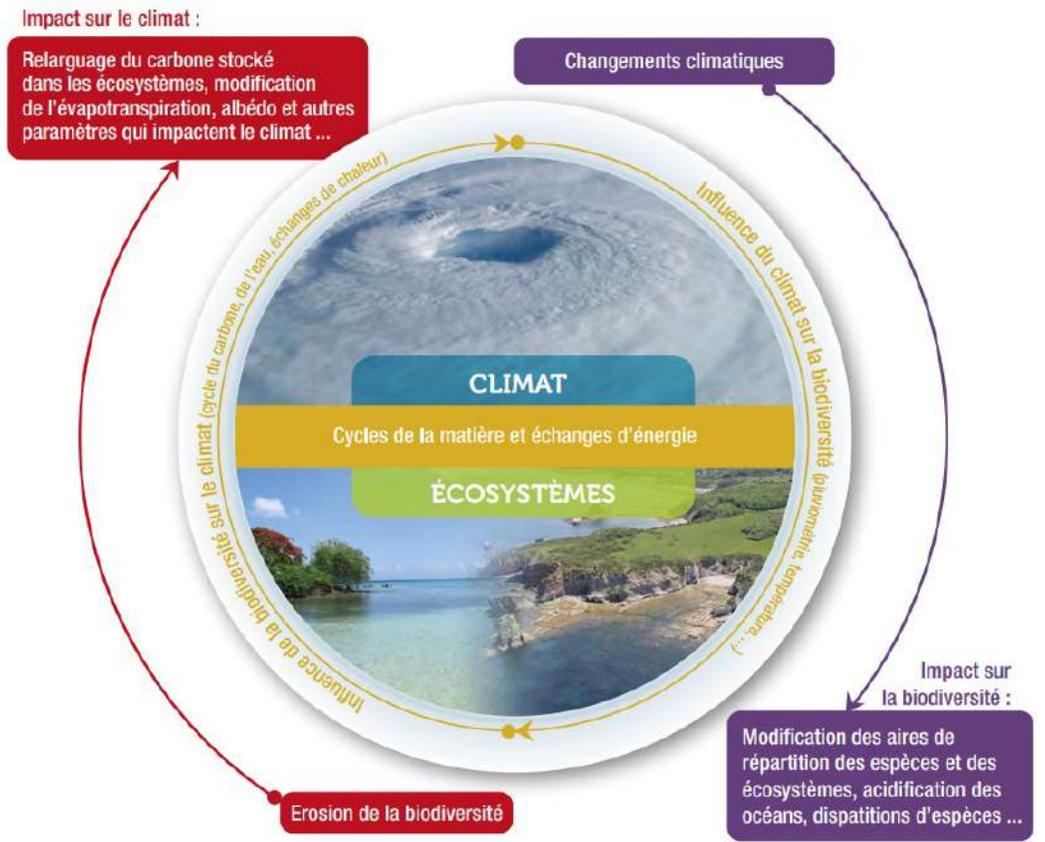 Impact sur le climat :
Relarguage du carbone stocké
dans les écosystèmes, modification
de l'évapotranspiration, albédo et autres
paramètres qui impactent le climat ...
Changements climatiques
Influence de la biodiversité sur le climat (cycle du carbone, de l'eau, échanges de chaleur)
Influence du climat sur la biodiversité (pluviométrie, température, ...)
CLIMAT
Cycles de la matière et échanges d'énergie
ÉCOSYSTÈMES
Impact sur
la biodiversité :
Modification des aires de
répartition des espèces et des
écosystèmes, acidification des
océans, dispatitions d'espèces ...
Erosion de la biodiversité